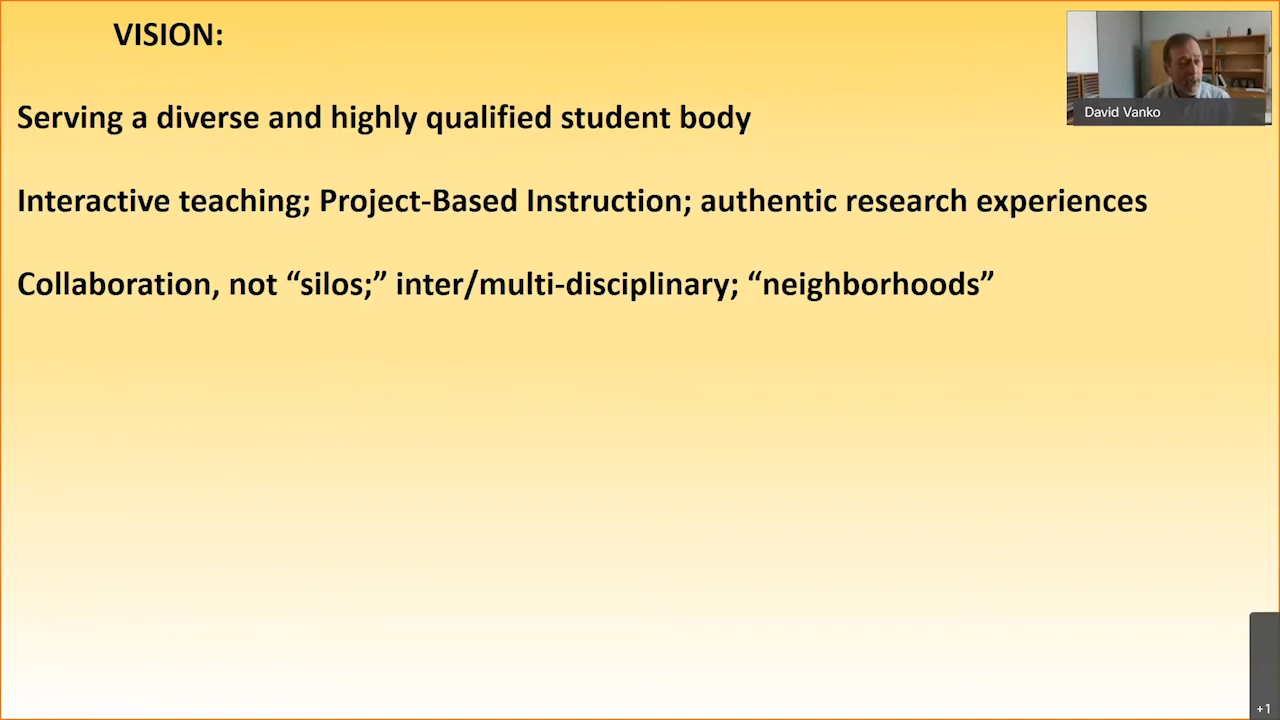 VISION:
David Vanko
Serving a diverse and highly qualified student body
Interactive teaching; Project-Based Instruction; authentic research experiences
Collaboration, not “silos;” inter/multi-disciplinary; “neighborhoods”
+1